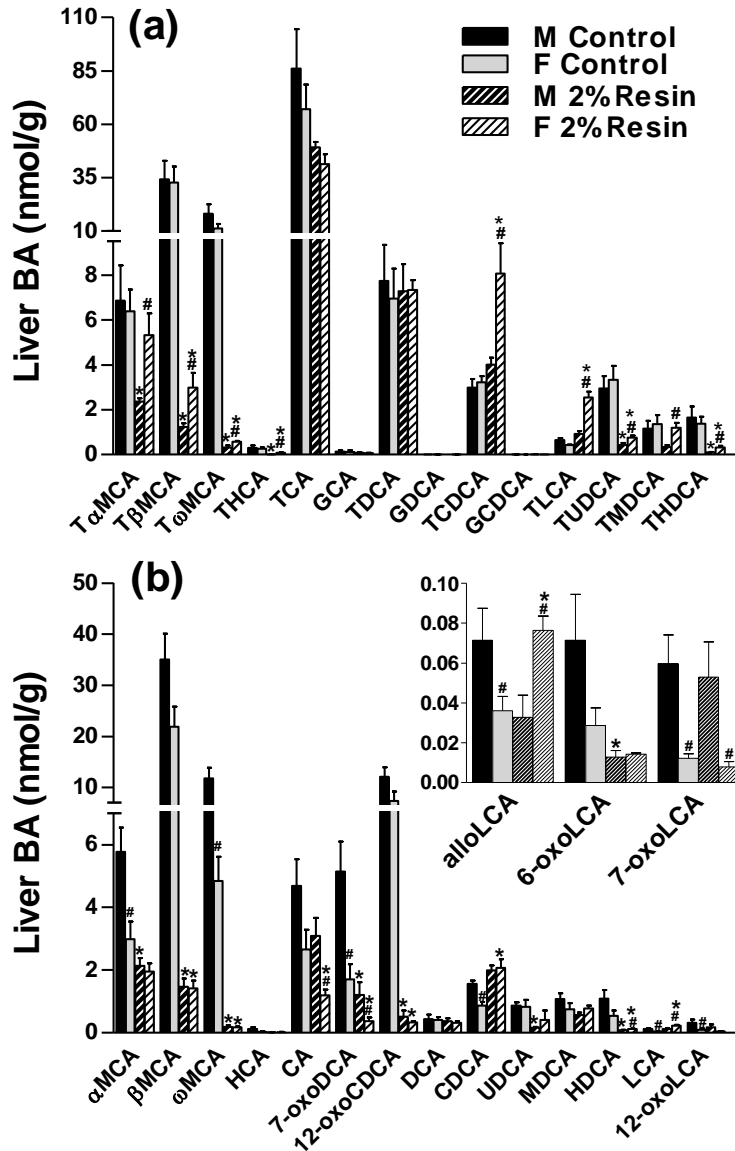 (a)
M Control
F Control
M 2%Resin
F 2%Resin
Liver BA (nmol/g)
110
85
60
35
10
8
6
4
2
0
* # * * # * * # * * # * # * # * * # # * * #
TαMCA TβMCA TωMCA THCA TCA GCA TDCA GDCA TCDCA GCDCA TLCA TUDCA TMDCA THDCA
(b)
Liver BA (nmol/g)
50
40
30
20
10
6
4
2
0
# * * * # * * * # # * * # * * # * * * * # # * # #
αMCA βMCA ωMCA HCA CA 7-oxoDCA 12-oxoCDCA DCA CDCA UDCA MDCA HDCA LCA 12-oxoLCA
0.10
0.08
0.06
0.04
0.02
0.00
# * # * # #
alloLCA 6-oxoLCA 7-oxoLCA